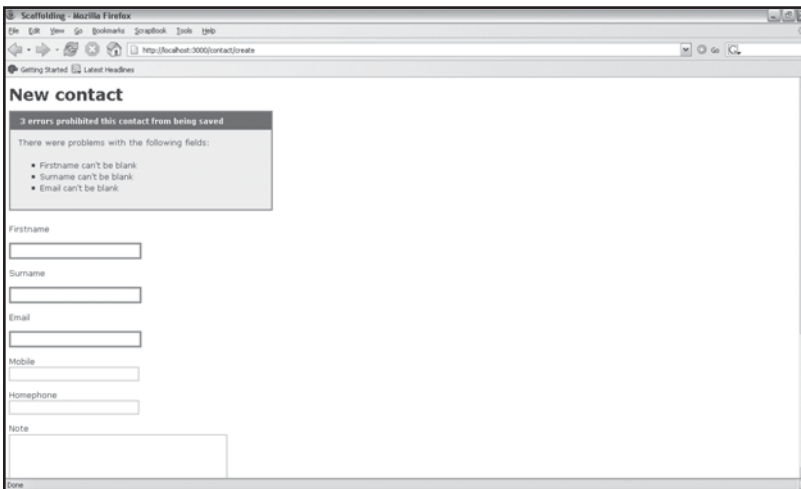 Scaffolding - Mozilla Firefox
File Edit View Go Bookmarks ScrapBook Tools Help
http://localhost:3000/contact/create Go
Getting Started Latest Headlines
New contact
3 errors prohibited this contact from being saved
There were problems with the following fields:
Firstname can't be blank
Surname can't be blank
Email can't be blank
Firstname
Surname
Email
Mobile
Homephone
Note
Done